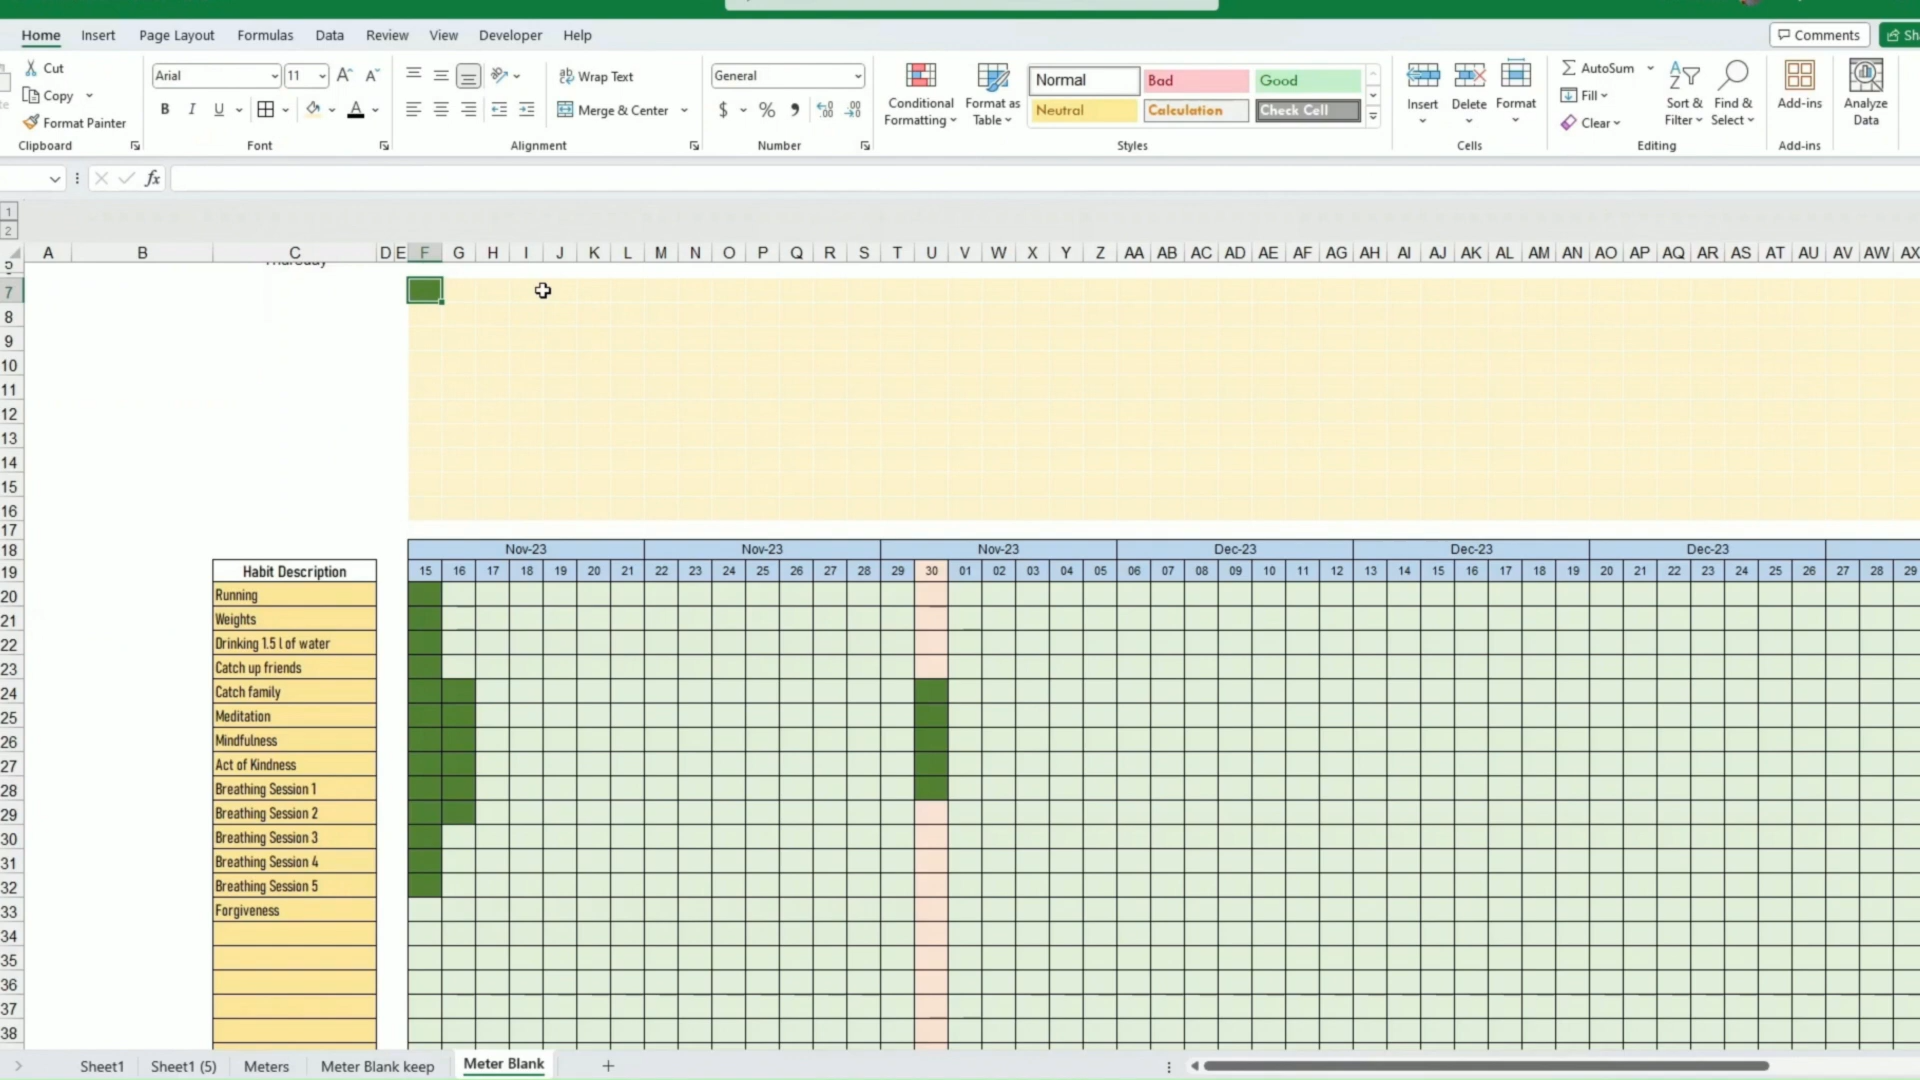 Home Insert Page Layout Formulas Data Review View Developer Help Comments
Cut Arial 11 Wrap Text General Conditional Formatting Format as Table Normal Bad Good Insert Delete Format AutoSum Sort & Filter Find & Select Add-ins Analyze Data
Copy B I U Merge & Center $ % Neutral Calculation Check Cell Fill
Format Painter Clear
Clipboard Font Alignment Number Styles Cells Editing Add-ins
fx
1
2
A B C D E F G H I J K L M N O P Q R S T U V W X Y Z AA AB AC AD AE AF AG AH AI AJ AK AL AM AN AO AP AQ AR AS AT AU AV AW AX
5 Thursday
7
8
9
10
11
12
13
14
15
16
17
18 Nov-23 Nov-23 Nov-23 Dec-23 Dec-23 Dec-23
19 Habit Description 15 16 17 18 19 20 21 22 23 24 25 26 27 28 29 30 01 02 03 04 05 06 07 08 09 10 11 12 13 14 15 16 17 18 19 20 21 22 23 24 25 26 27 28 29
20 Running
21 Weights
22 Drinking 1.5 l of water
23 Catch up friends
24 Catch family
25 Meditation
26 Mindfulness
27 Act of Kindness
28 Breathing Session 1
29 Breathing Session 2
30 Breathing Session 3
31 Breathing Session 4
32 Breathing Session 5
33 Forgiveness
34
35
36
37
38
Sheet1 Sheet1 (5) Meters Meter Blank keep Meter Blank